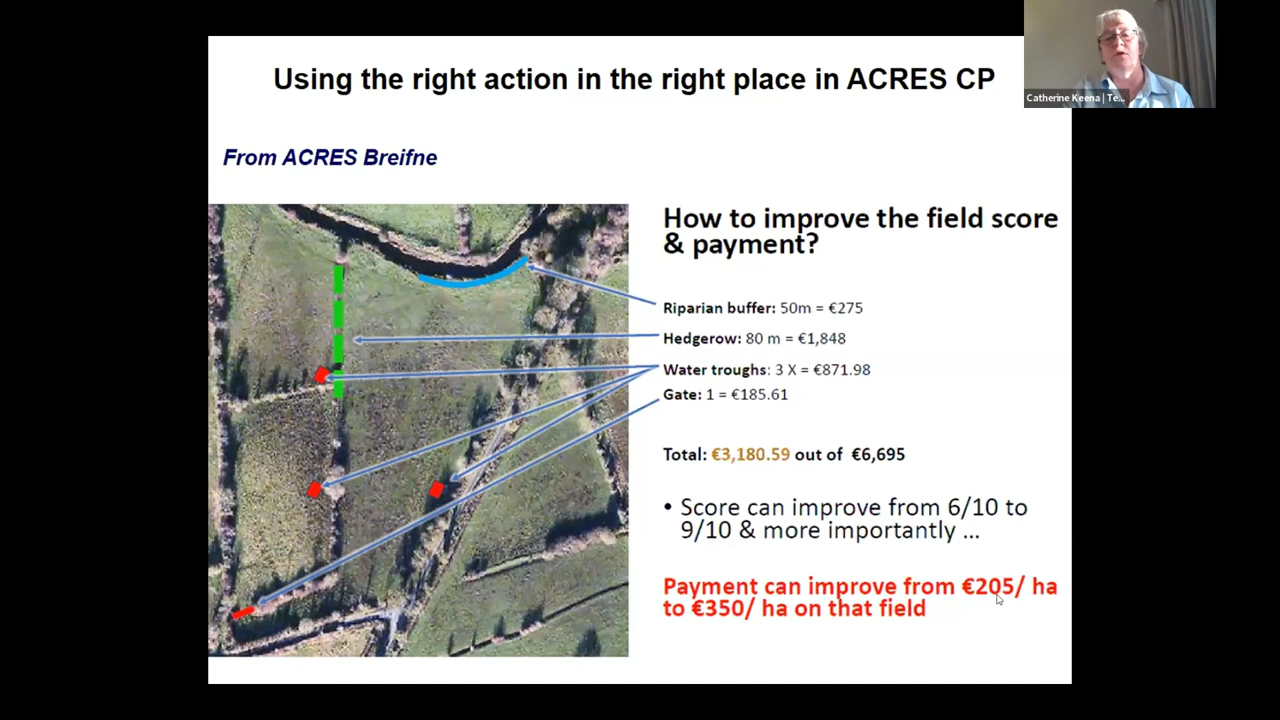 Using the right action in the right place in ACRES CP
Catherine Keena | Te...
From ACRES Breifne
How to improve the field score
& payment?
Riparian buffer: 50m = €275
Hedgerow: 80 m = €1,848
Water troughs: 3 X = €871.98
Gate: 1 = €185.61
Total: €3,180.59 out of €6,695
• Score can improve from 6/10 to
9/10 & more importantly ...
Payment can improve from €205/ ha
to €350/ ha on that field